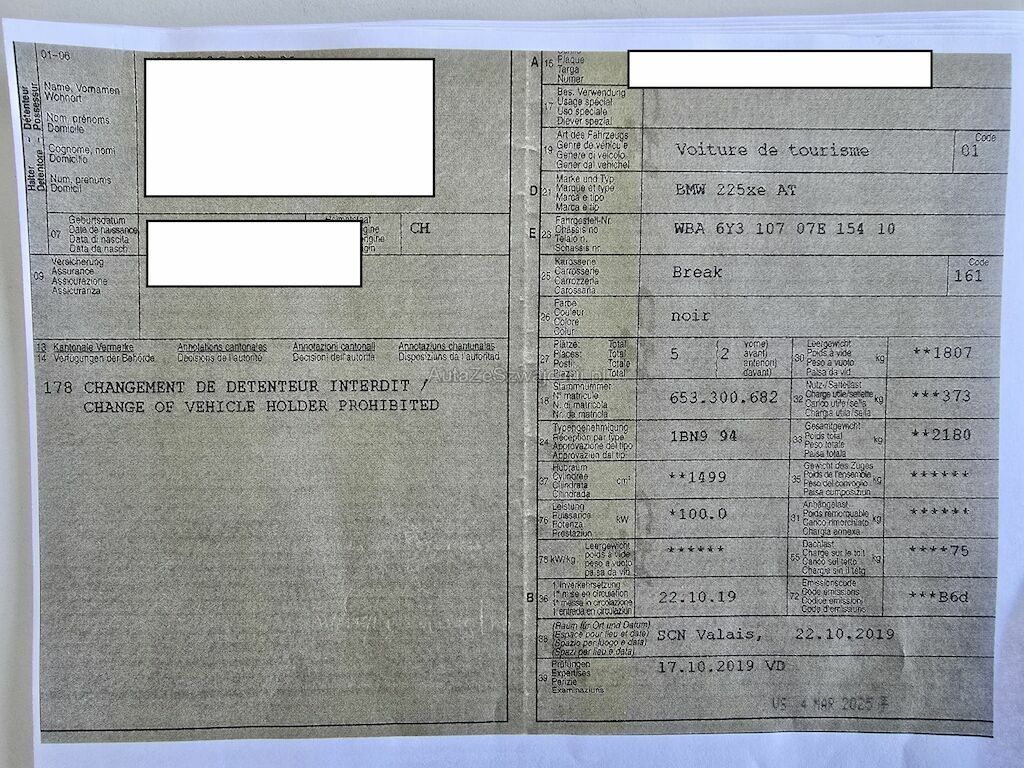 01-06
Halter - Détenteur
Detentore - Possessur
Name, Vornamen
Wohnort
Nom, prénoms
Domicile
Cognome, nomi
Domicilio
Num, prenums
Domicil
07
Geburtsdatum
Date de naissance
Data di nascita
Data da nasch.
CH
09
Versicherung
Assurance
Assicurazione
Assicuranza
13 Kantonale Vermerke Annotations cantonales Annotazioni cantonali Annotaziuns chantunalas
14 Verfügungen der Behörde Décisions de l'autorité Decisioni dell'autorità Disposiziuns da l'autoritad
178 CHANGEMENT DE DETENTEUR INTERDIT /
CHANGE OF VEHICLE HOLDER PROHIBITED
AutaZeSzwajcarii.pl
A 15
Plaque
Targa
Numer
17
Bes. Verwendung
Usage spécial
Uso speciale
Diever spezial
19
Art des Fahrzeugs
Genre de véhicule
Genere di veicolo
Gener dal vehichel
Voiture de tourisme
Code
01
D 21
Marke und Typ
Marque et type
Marca e tipo
Marca e tip
BMW 225xe AT
E 23
Fahrgestell-Nr.
Châssis no
Telaio n.
Schassis nr.
WBA 6Y3 107 07E 154 10
25
Karosserie
Carrosserie
Carrozzeria
Carossaria
Break
Code
161
26
Farbe
Couleur
Colore
Colur
noir
27
Plätze: Total
Places: Total
Posti: Totale
Total
5 (2
vorne)
avant)
anteriori)
davant)
30
Leergewicht
Poids à vide
Peso a vuoto
Paisa da vid
kg
**1807
18
Stammnummer
N° matricule
N. di matricola
Nr. da matricla
653.300.682
32
Nutz-/Sattellast
Charge utile/sellette
Carico utile/sella
Chargia utila/sella
kg
***373
24
Typengenehmigung
Réception par type
Approvazione del tipo
Approvaziun dal tip
1BN9 94
33
Gesamtgewicht
Poids total
Peso totale
Paisa totala
kg
**2180
37
Hubraum
Cylindrée
Cilindrata
Cilindrada
cm³
**1499
35
Gewicht des Zuges
Poids de l'ensemble
Peso del convoglio
Paisa cumposiziun
kg
******
76
Leistung
Puissance
Potenza
Prestaziun
kW
*100.0
31
Anhängelast
Poids remorquable
Carico rimorchiato
Chargia annexa
kg
******
78 kW/kg
Leergewicht
poids à vide
peso a vuoto
paisa da vid
******
55
Dachlast
Charge sur le toit
Carico sul tetto
Chargia sin il tetg
kg
****75
B 36
1. Inverkehrsetzung
1re mise en circulation
1a messa in circolazione
1. entrada en circulaziun
22.10.19
72
Emissionscode
Code émissions
Codice emissioni
Code d'emissiuns
***B6d
38
(Raum für Ort und Datum)
(Espace pour lieu et date)
(Spazio per luogo e data)
(Spazi per lieu e data)
SCN Valais, 22.10.2019
39
Prüfungen
Expertises
Perizie
Examinaziuns
17.10.2019 VD
VS 4 MAR 2025